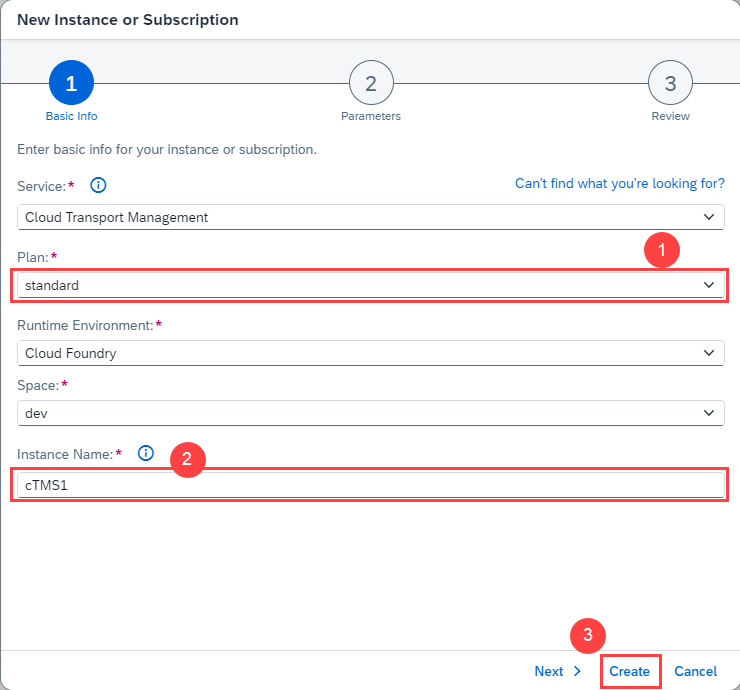 New Instance or Subscription
1 2 3
Basic Info Parameters Review
Enter basic info for your instance or subscription.
Service:* Can't find what you're looking for?
Cloud Transport Management
Plan:* 1
standard
Runtime Environment:*
Cloud Foundry
Space:*
dev
Instance Name:* 2
cTMS1
3
Next Create Cancel